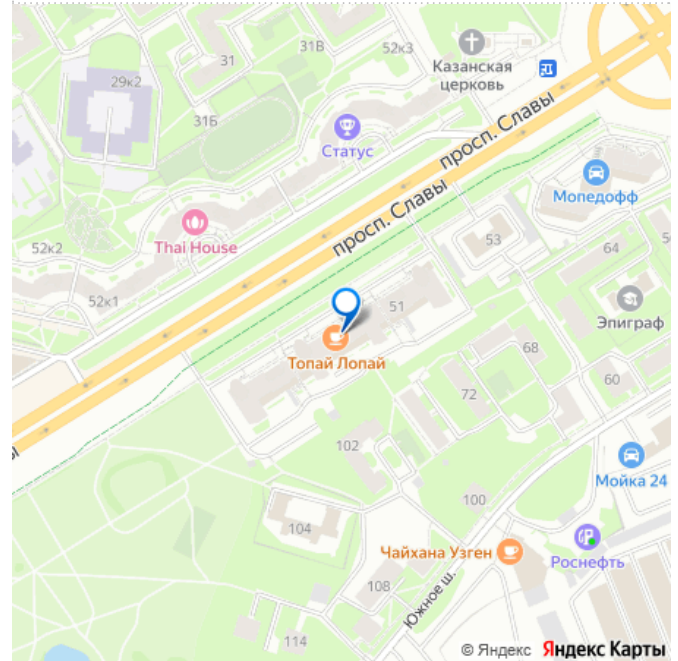 31
31В
52к3
Казанская
церковь
29к2
31Б
Статус
просп. Славы
Мопедофф
просп. Славы
Thai House
52к2
53
64
52к1
51
Эпиграф
Топай Лопай
68
60
72
102
Мойка 24
100
104
Чайхана Узген
Роснефть
108
Южное ш.
114
© Яндекс Яндекс Карты